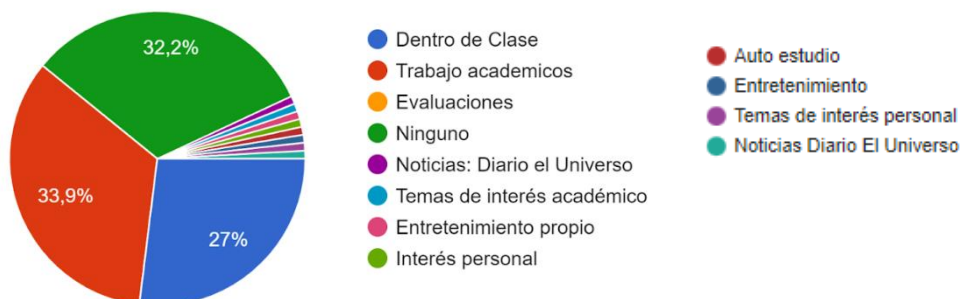 32,2%
33,9%
27%
Dentro de Clase
Trabajo academicos
Evaluaciones
Ninguno
Noticias: Diario el Universo
Temas de interés académico
Entretenimiento propio
Interés personal
Auto estudio
Entretenimiento
Temas de interés personal
Noticias Diario El Universo